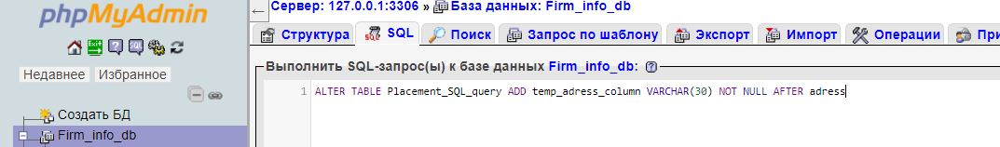 phpMyAdmin
Недавнее Избранное
Создать БД
Firm_info_db
Сервер: 127.0.0.1:3306 » База данных: Firm_info_db
Структура SQL Поиск Запрос по шаблону Экспорт Импорт Операции При
Выполнить SQL-запрос(ы) к базе данных Firm_info_db:
1 ALTER TABLE Placement_SQL_query ADD temp_adress_column VARCHAR(30) NOT NULL AFTER adress